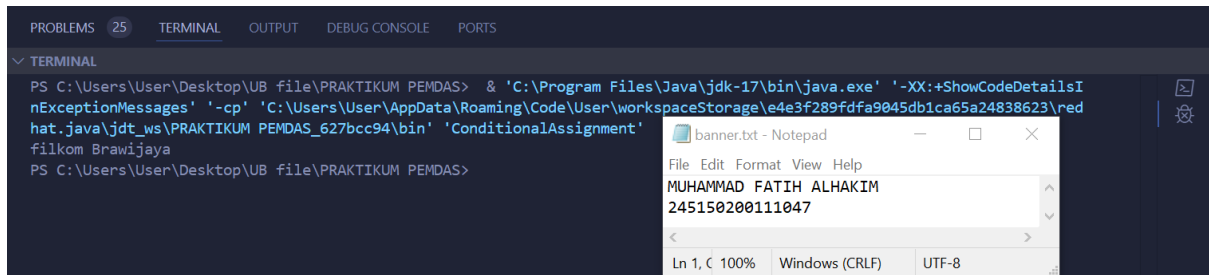 PROBLEMS 25 TERMINAL OUTPUT DEBUG CONSOLE PORTS
TERMINAL
PS C:\Users\User\Desktop\UB file\PRAKTIKUM PEMDAS> & 'C:\Program Files\Java\jdk-17\bin\java.exe' '-XX:+ShowCodeDetailsI
nExceptionMessages' '-cp' 'C:\Users\User\AppData\Roaming\Code\User\workspaceStorage\e4e3f289fdfa9045db1ca65a24838623\red
hat.java\jdt_ws\PRAKTIKUM PEMDAS_627bcc94\bin' 'ConditionalAssignment'
filkom Brawijaya
PS C:\Users\User\Desktop\UB file\PRAKTIKUM PEMDAS>
banner.txt - Notepad
File Edit Format View Help
MUHAMMAD FATIH ALHAKIM
245150200111047
Ln 1, C 100% Windows (CRLF) UTF-8